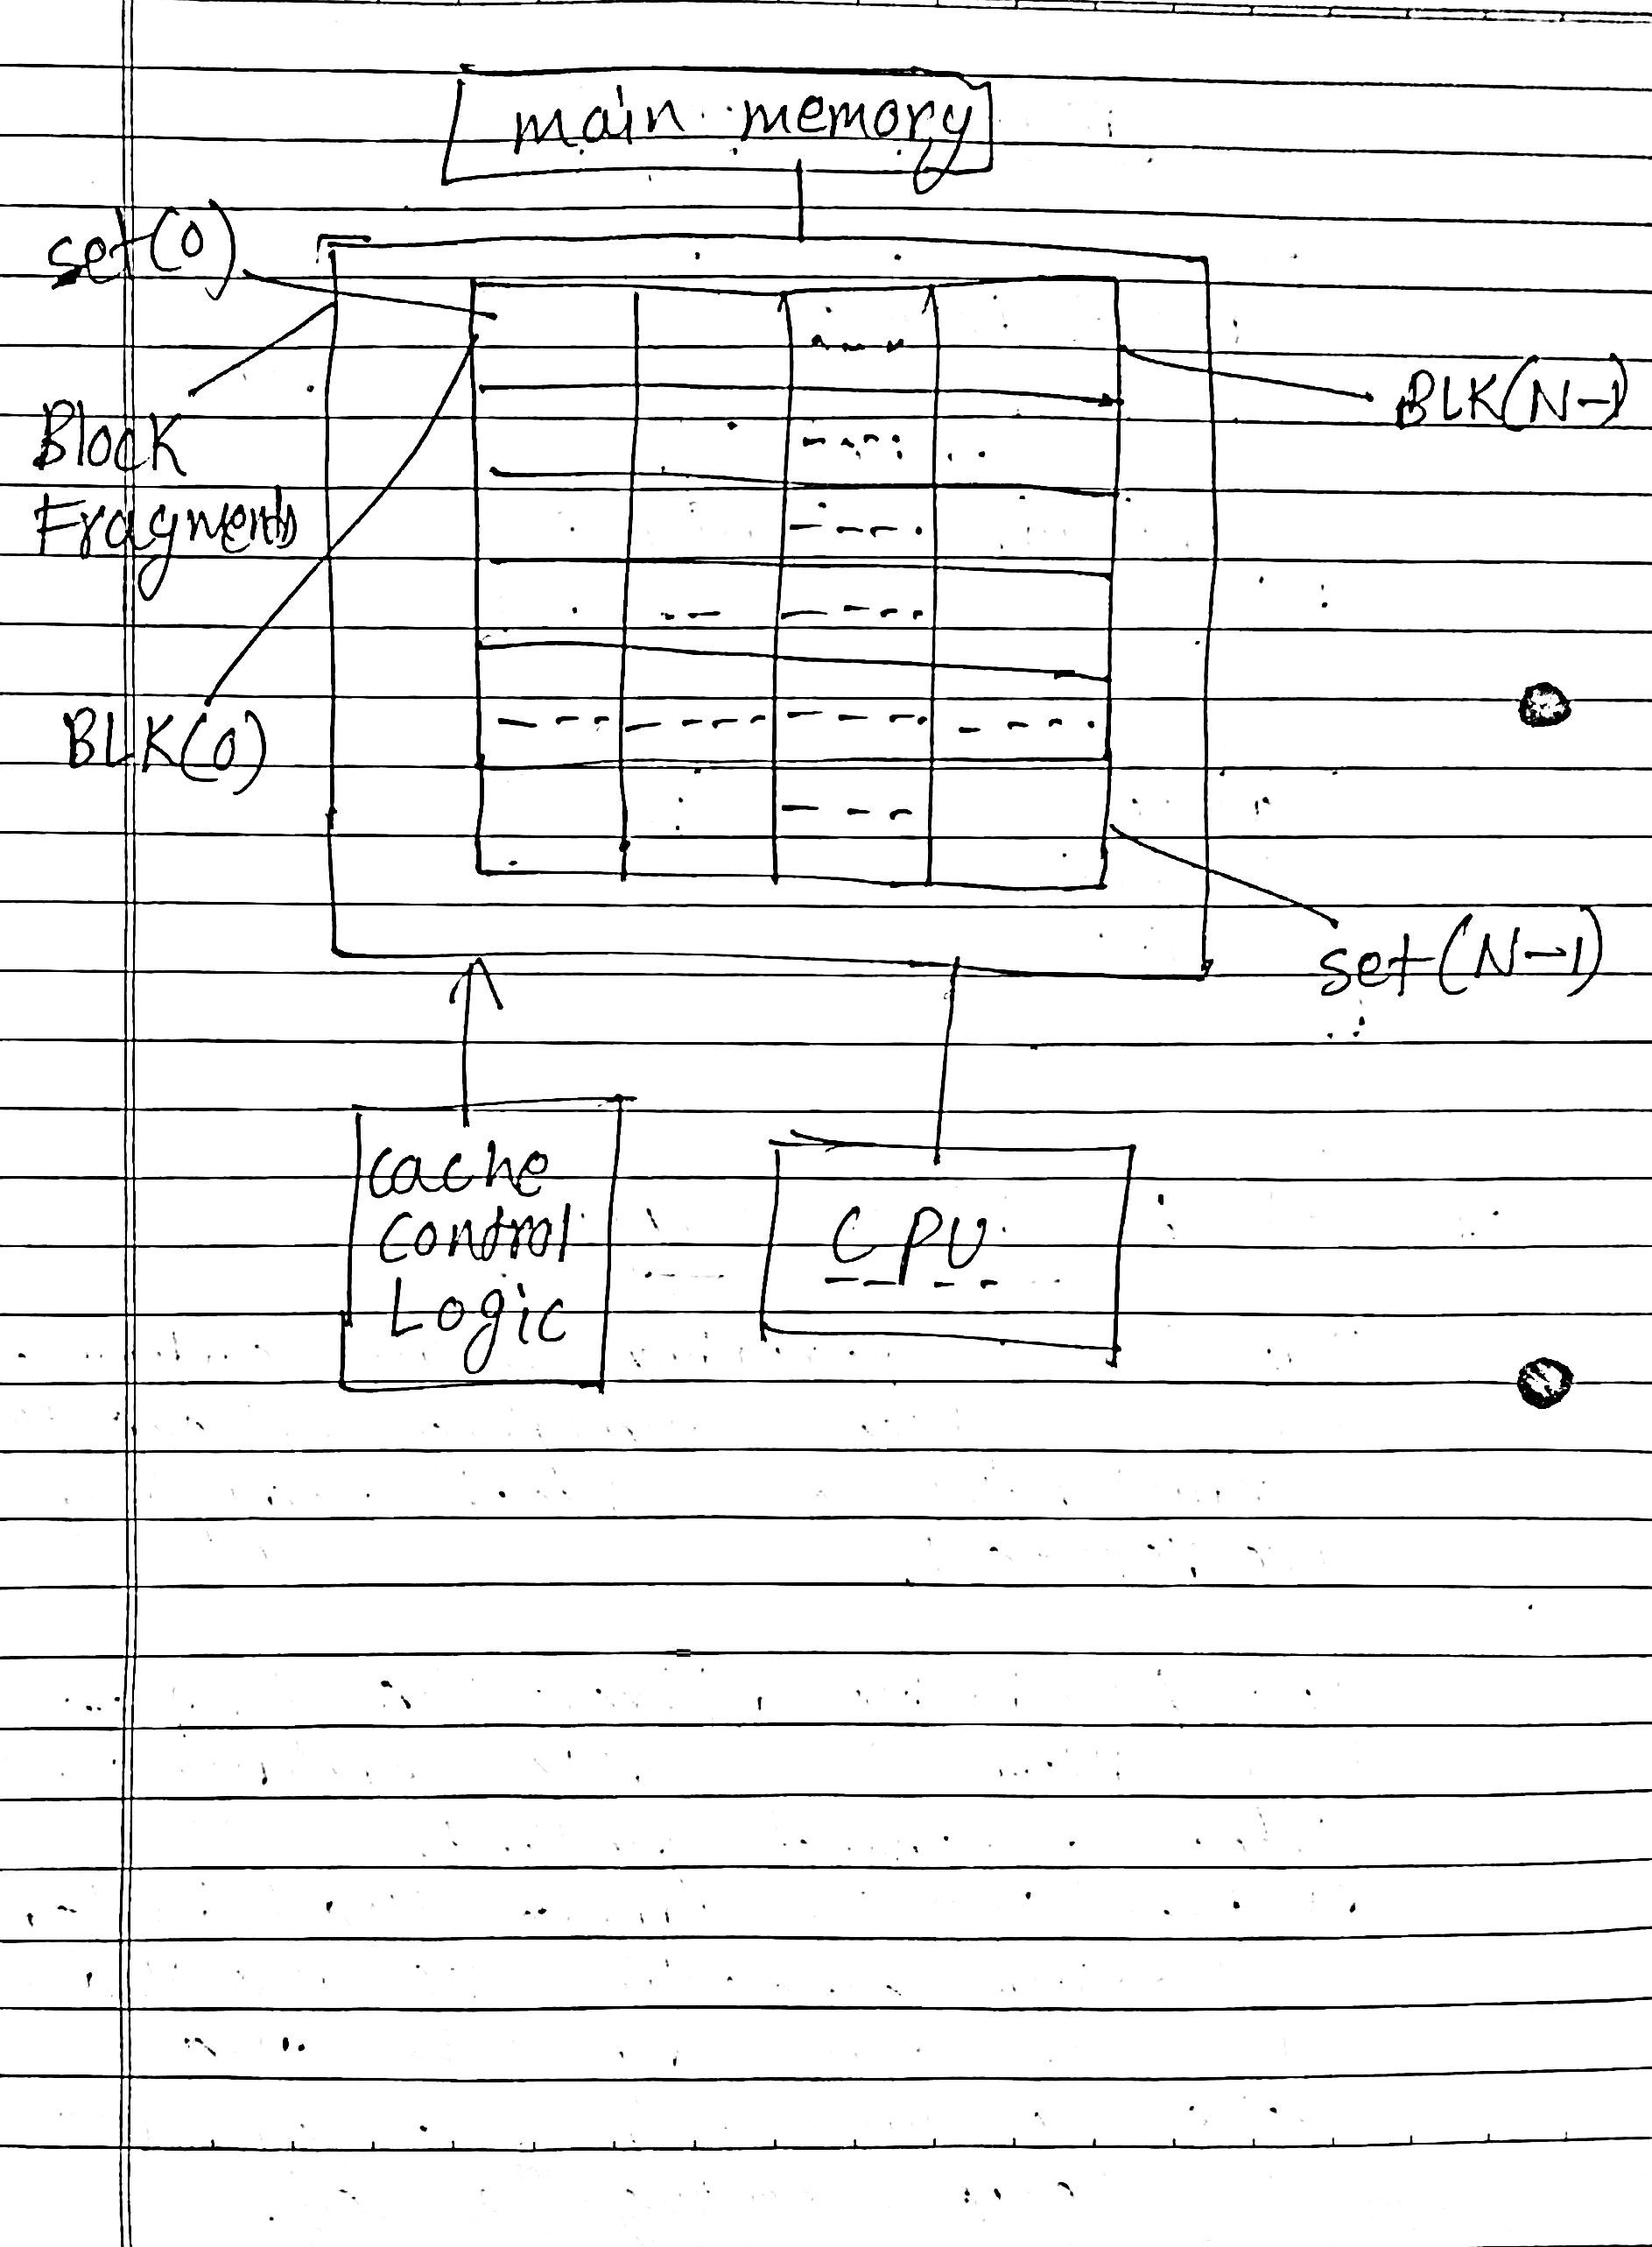 main memory
set(0)
BLK(N-1)
Block
Fragments
BLK(0)
set(N-1)
cache
control
Logic
CPU